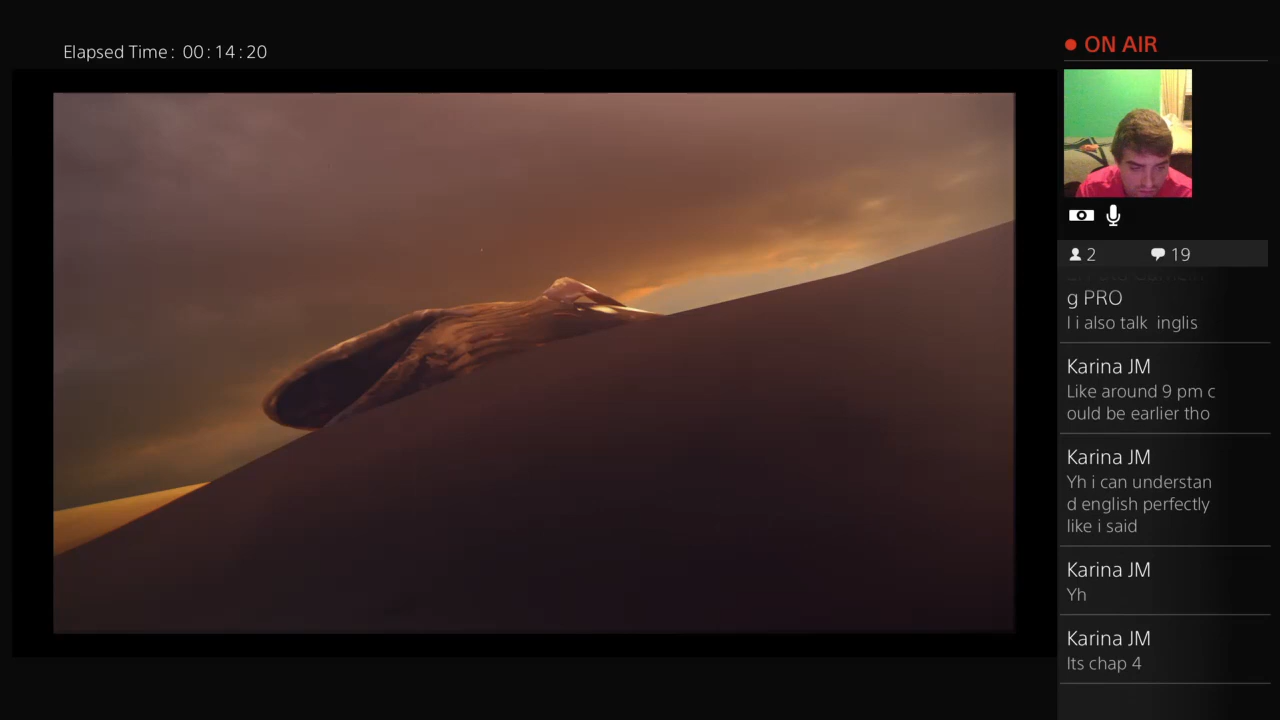 Elapsed Time: 00:14:20
ON AIR
2
19
g PRO
I i also talk inglis
Karina JM
Like around 9 pm c
ould be earlier tho
Karina JM
Yh i can understan
d english perfectly
like i said
Karina JM
Yh
Karina JM
Its chap 4